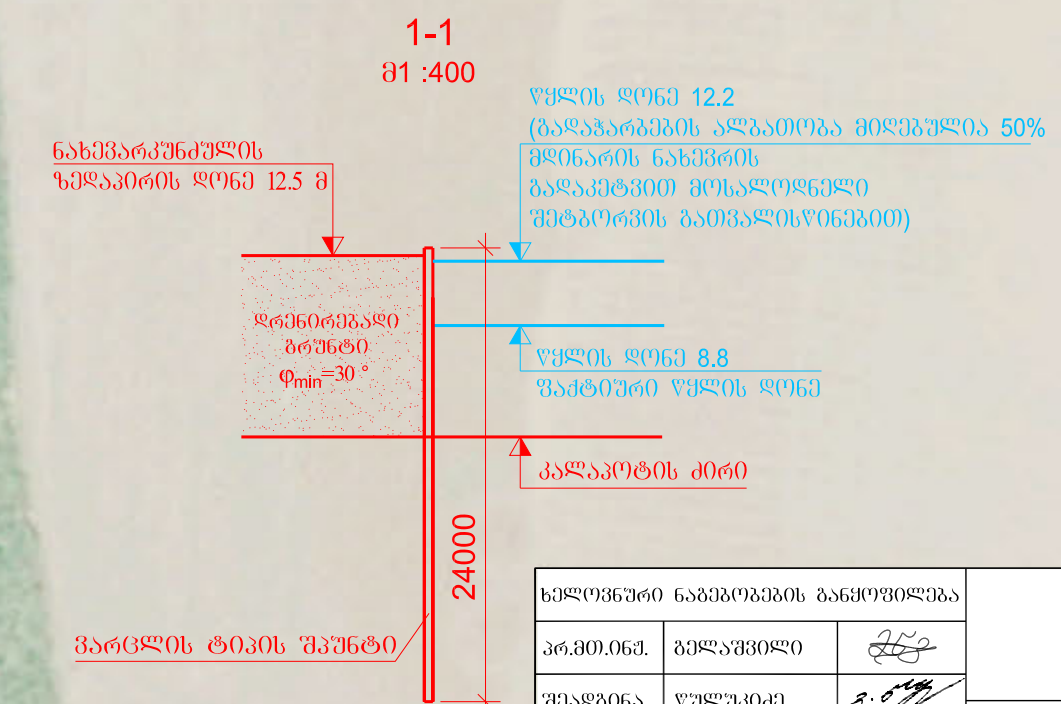 1-1
მ1 :400
წყლის დონე 12.2
(გადაჭარბების ალბათობა მიღებულია 50%
მდინარის ნახევრის
გადაკეტვით მოსალოდნელი
შეტბორვის გათვალისწინებით)
ნახევარკუნძულის
ზედაპირის დონე 12.5 მ
დრენირებადი
გრუნტი
φmin=30 °
წყლის დონე 8.8
ფაქტიური წყლის დონე
კალაპოტის ძირი
24000
ვარცლის ტიპის შპუნტი
ხელოვნური ნაგებობების განყოფილება
პრ.მთ.ინჟ. გელაშვილი
შეადგინა წულუკიძე